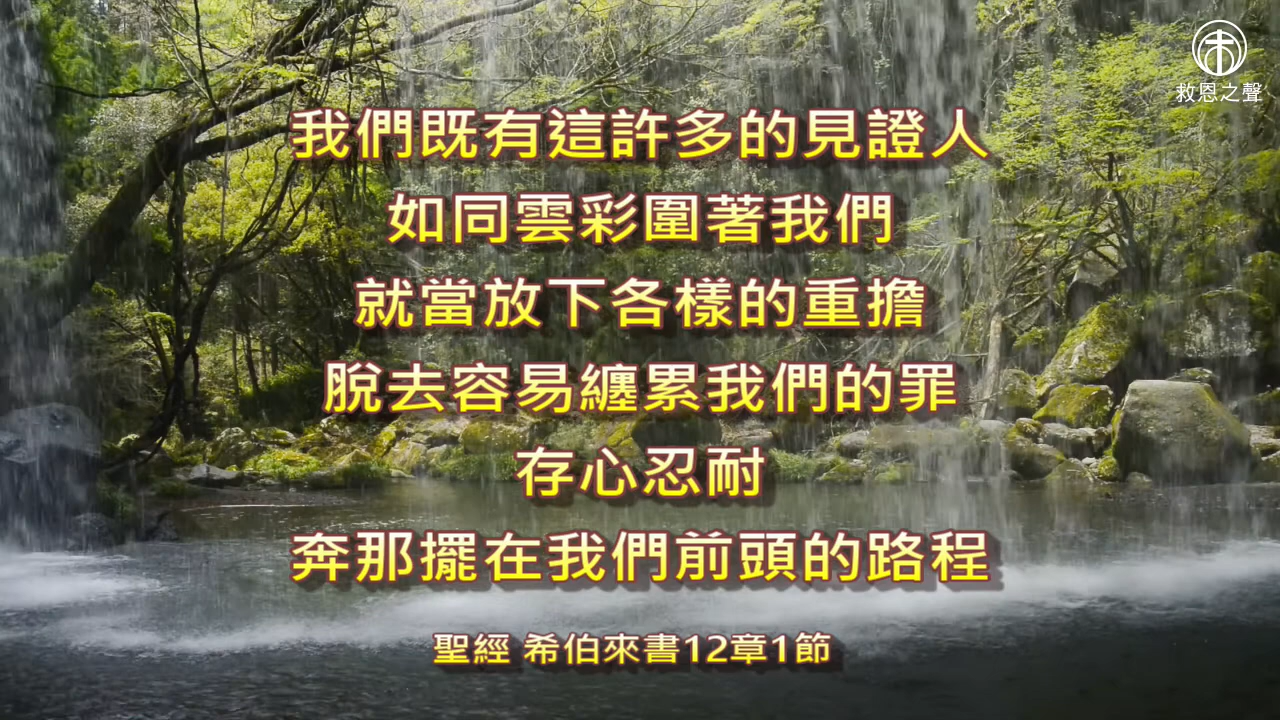 救恩之聲
我們既有這許多的見證人
如同雲彩圍著我們
就當放下各樣的重擔
脫去容易纏累我們的罪
存心忍耐
奔那擺在我們前頭的路程
聖經 希伯來書12章1節